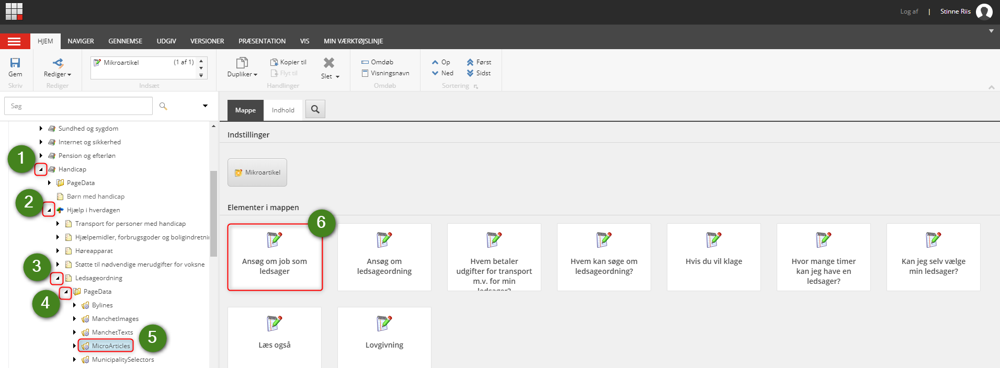 Log af | Stinne Riis
HJEM NAVIGER GENNEMSE UDGIV VERSIONER PRÆSENTATION VIS MIN VÆRKTØJSLINJE
Gem
Skriv
Rediger
Rediger
Mikroartikel (1 af 1)
Indsæt
Dupliker
Kopier til
Flyt til
Slet
Handlinger
Omdøb
Visningsnavn
Omdøb
Op
Ned
Først
Sidst
Sortering
Søg
Sundhed og sygdom
Internet og sikkerhed
Pension og efterløn
1
Handicap
PageData
Børn med handicap
2
Hjælp i hverdagen
Transport for personer med handicap
Hjælpemidler, forbrugsgoder og boligindretni
Høreapparat
Støtte til nødvendige merudgifter for voksne
3
Ledsageordning
PageData
4
Bylines
ManchetImages
ManchetTexts
5
MicroArticles
MunicipalitySelectors
Mappe Indhold
Indstillinger
Mikroartikel
Elementer i mappen
6
Ansøg om job som
ledsager
Ansøg om
ledsageordning
Hvem betaler
udgifter for transport
m.v. for min
ledsager?
Hvem kan søge om
ledsageordning?
Hvis du vil klage
Hvor mange timer
kan jeg have en
ledsager?
Kan jeg selv vælge
min ledsager?
Læs også
Lovgivning